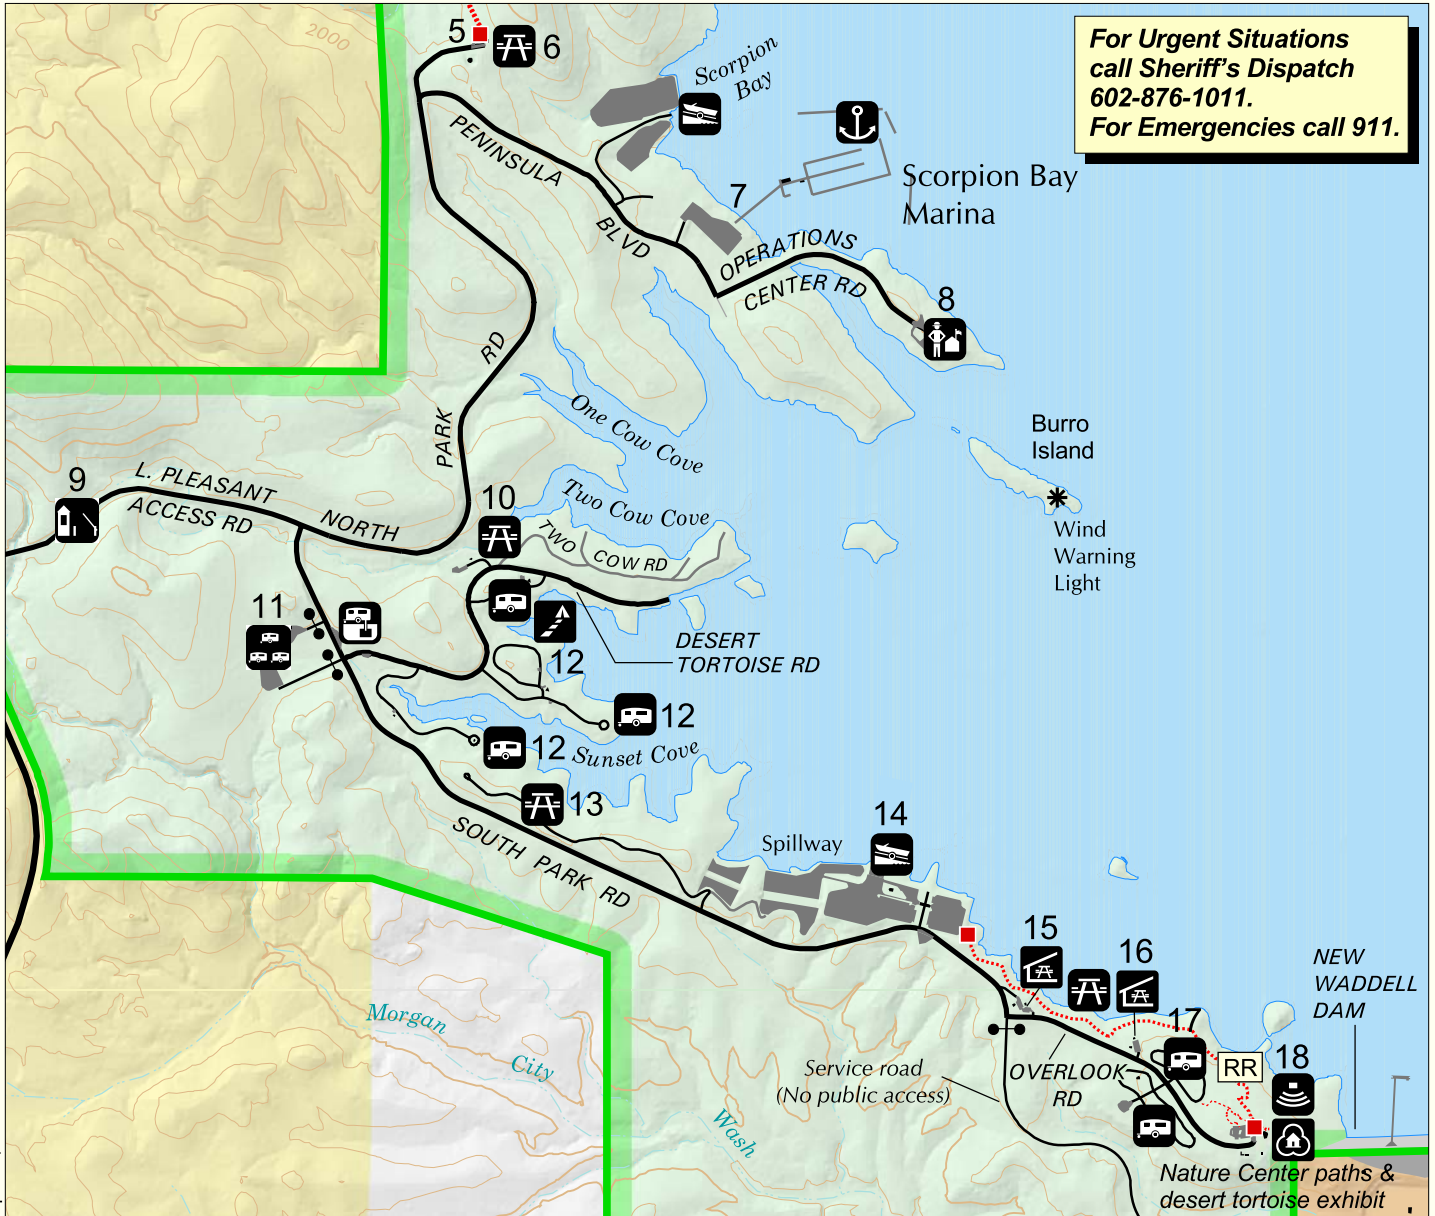 For Urgent Situations
call Sheriff's Dispatch
602-876-1011.
For Emergencies call 911.
2000
5
6
Scorpion
Bay
PENINSULA
BLVD
7
Scorpion Bay
Marina
OPERATIONS
CENTER RD
8
RD
PARK
NORTH
One Cow Cove
Two Cow Cove
Burro
Island
Wind
Warning
Light
9
L. PLEASANT
ACCESS RD
10
TWO
COW RD
11
DESERT
TORTOISE RD
12
12
12
Sunset Cove
13
SOUTH PARK RD
Spillway
14
15
16
17
RR
18
NEW
WADDELL
DAM
Morgan
City
Wash
Service road
(No public access)
OVERLOOK
RD
Nature Center paths &
desert tortoise exhibit